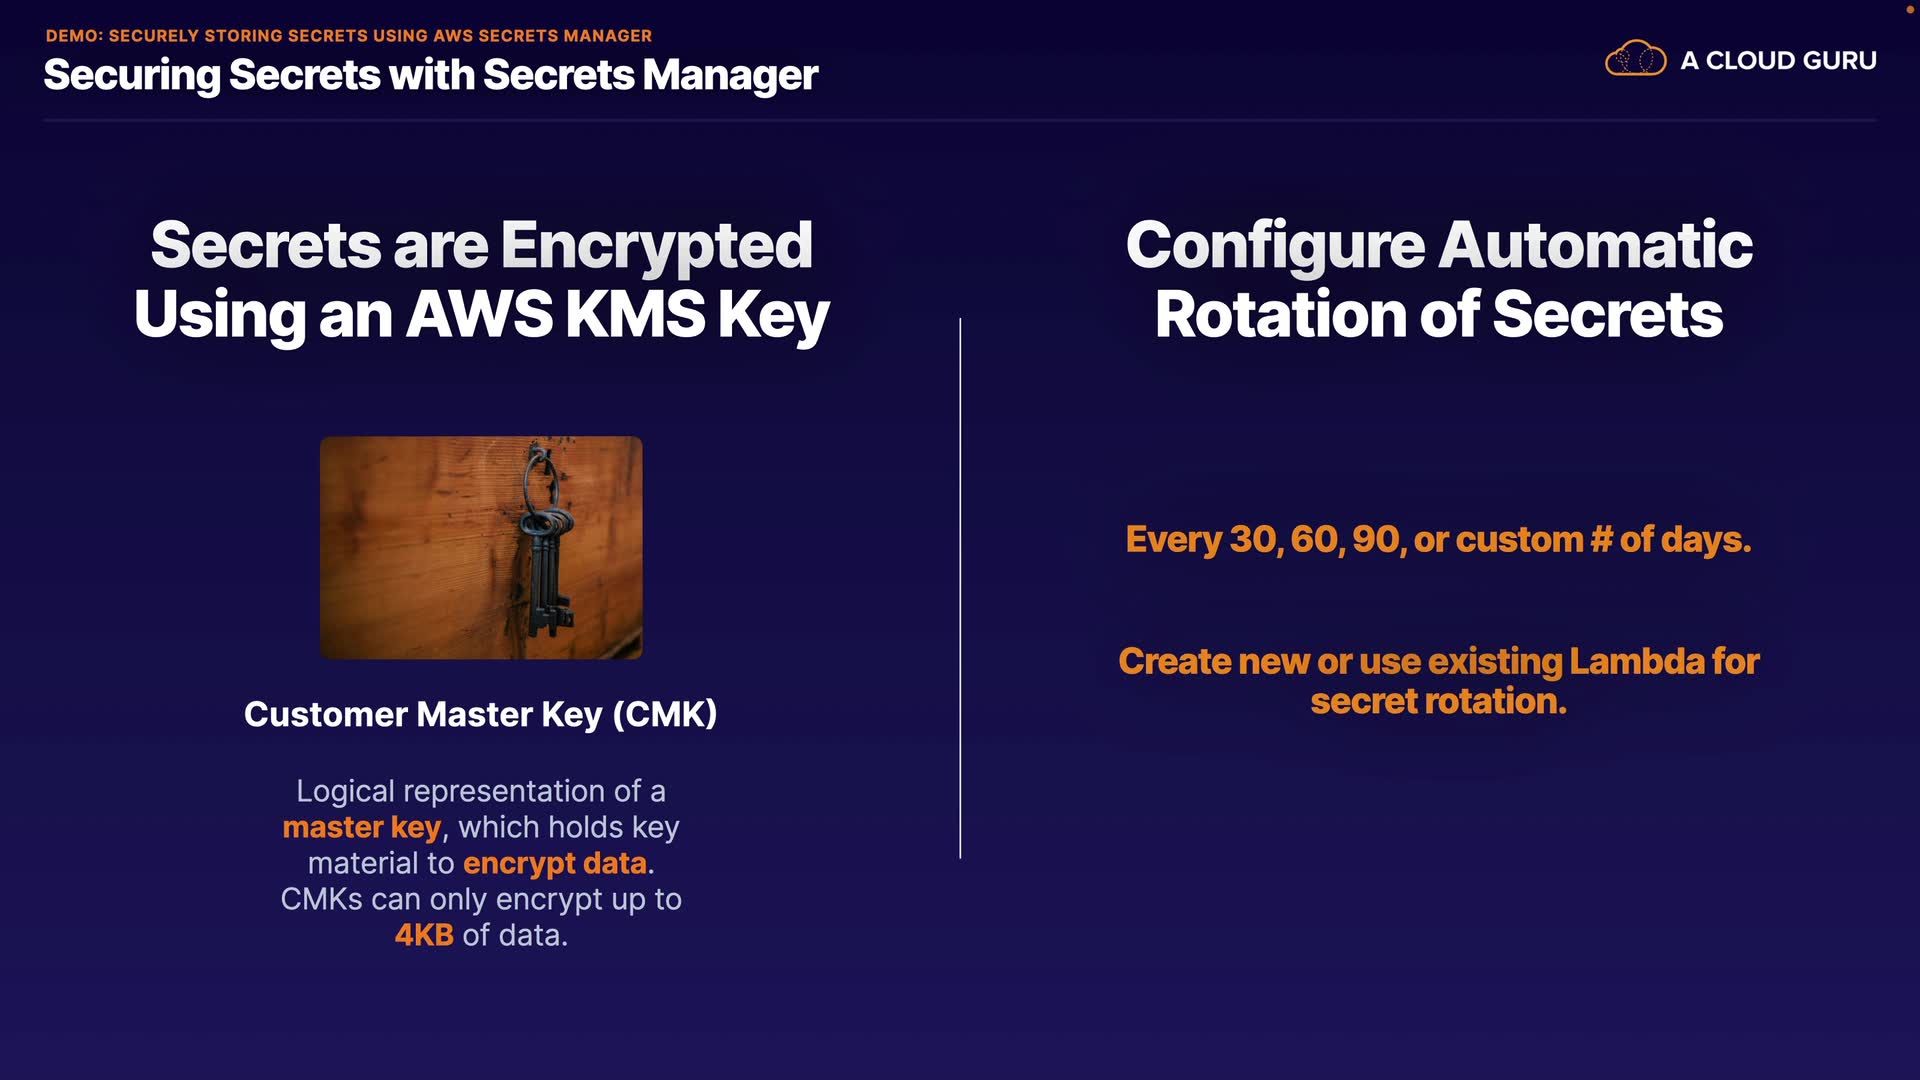 DEMO: SECURELY STORING SECRETS USING AWS SECRETS MANAGER
Securing Secrets with Secrets Manager
A CLOUD GURU
Secrets are Encrypted
Using an AWS KMS Key
Customer Master Key (CMK)
Logical representation of a
master key, which holds key
material to encrypt data.
CMKs can only encrypt up to
4KB of data.
Configure Automatic
Rotation of Secrets
Every 30, 60, 90, or custom # of days.
Create new or use existing Lambda for
secret rotation.